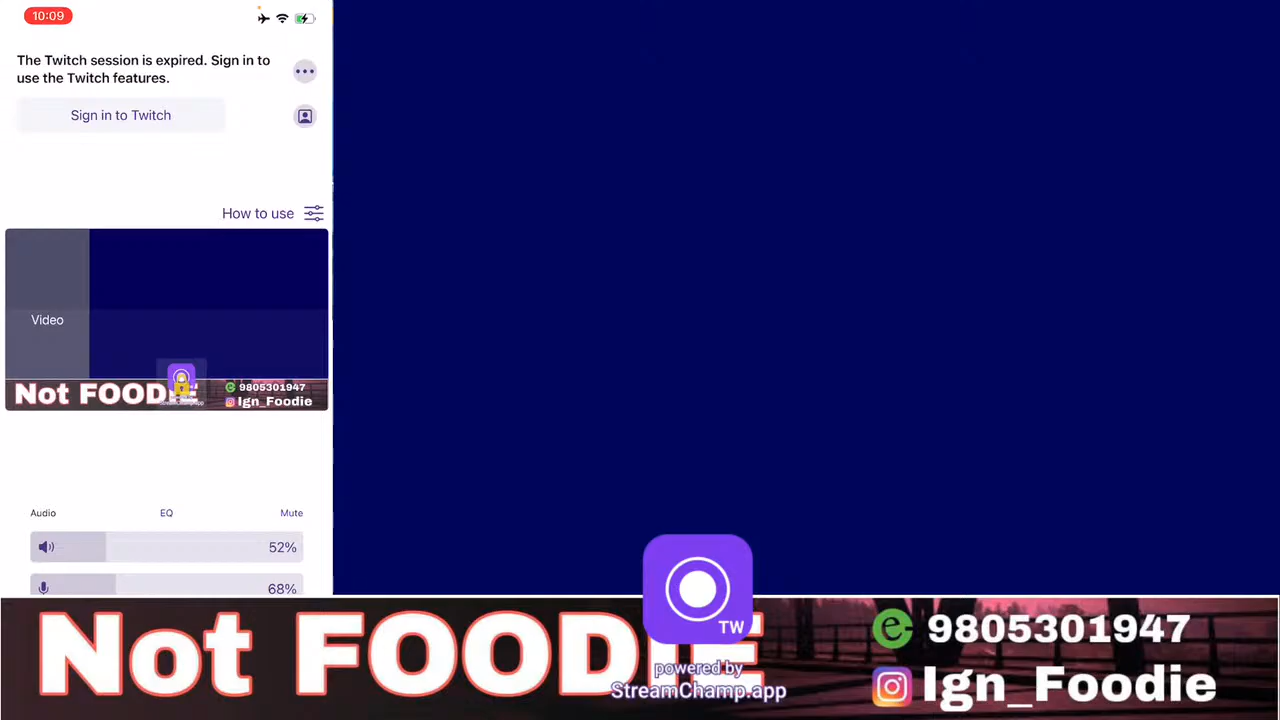 10:09
The Twitch session is expired. Sign in to
use the Twitch features.
Sign in to Twitch
How to use
Video
Not FOOD
9805301947
Ign_Foodie
Audio EQ Mute
52%
68%
TW
Not FOODIE
powered by
StreamChamp.app
9805301947
Ign_Foodie